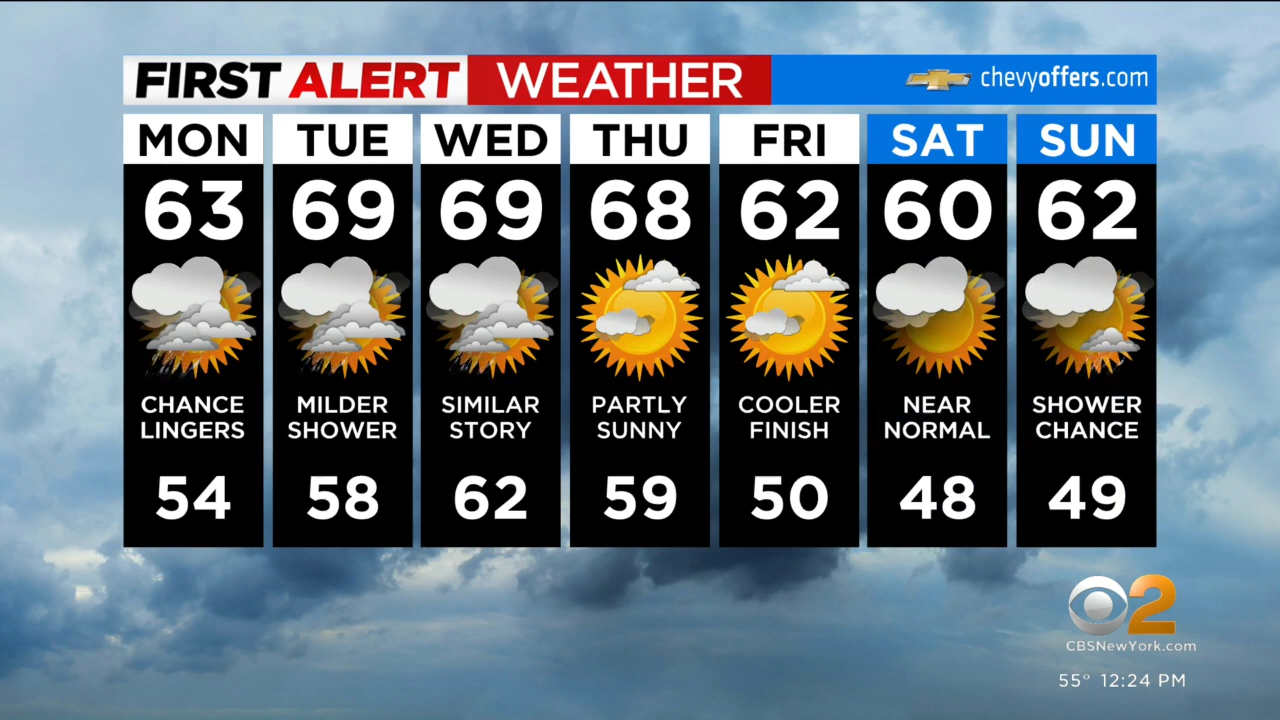 FIRST ALERT WEATHER chevyoffers.com
MON TUE WED THU FRI SAT SUN
63 69 69 68 62 60 62
CHANCE MILDER SIMILAR PARTLY COOLER NEAR SHOWER
LINGERS SHOWER STORY SUNNY FINISH NORMAL CHANCE
54 58 62 59 50 48 49
2
CBSNewYork.com
55° 12:24 PM